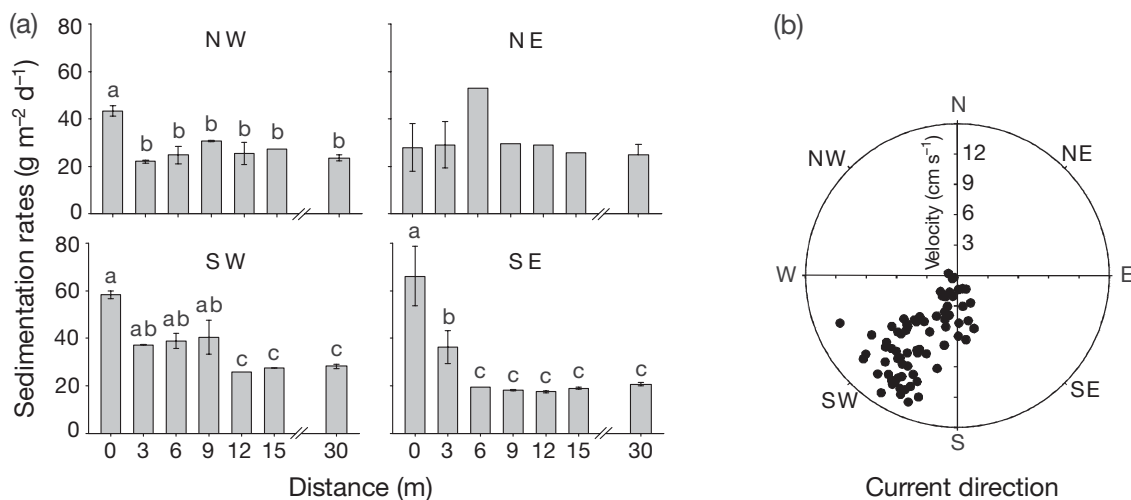 (a)
Sedimentation rates (g m⁻² d⁻¹)
80
60
40
20
0
NW
a
b
b
b
b
b
b
NE
80
60
40
20
0
SW
a
ab
ab
ab
c
c
c
0 3 6 9 12 15 30
SE
a
b
c
c
c
c
c
0 3 6 9 12 15 30
Distance (m)
(b)
N
NW
NE
Velocity (cm s⁻¹)
12
9
6
3
W
E
SW
SE
S
Current direction